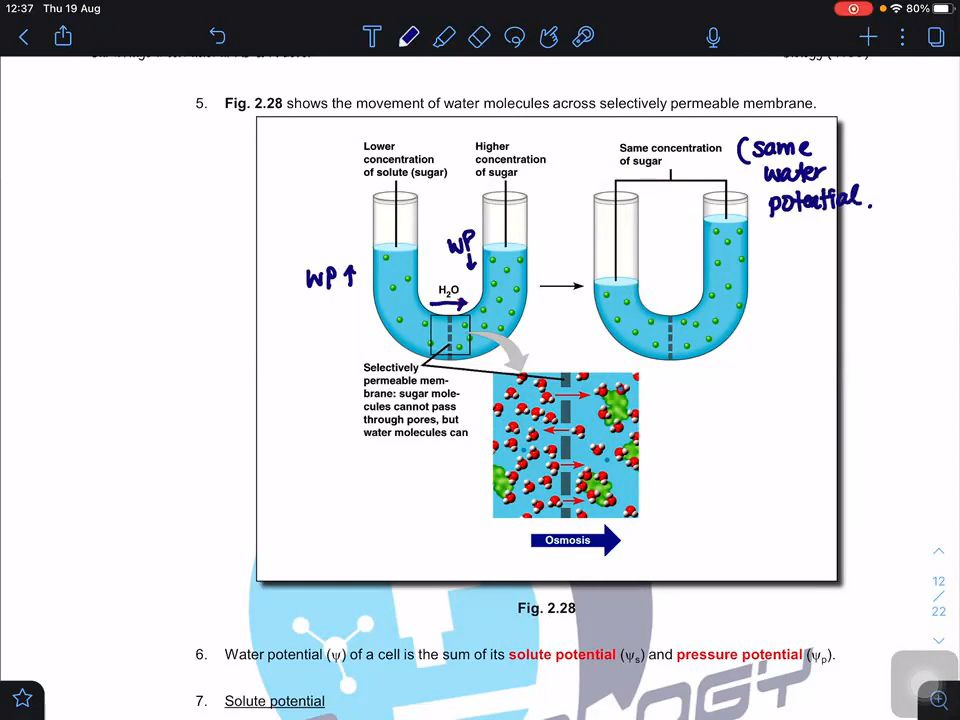 12:37 Thu 19 Aug
80%
T
5. Fig. 2.28 shows the movement of water molecules across selectively permeable membrane.
Lower
concentration
of solute (sugar)
Higher
concentration
of sugar
Same concentration
of sugar
(same
water
potential.
WP ↑
WP
↓
H₂O
Selectively
permeable mem-
brane: sugar mole-
cules cannot pass
through pores, but
water molecules can
Osmosis
Fig. 2.28
12
/
22
6. Water potential (ψ) of a cell is the sum of its solute potential (ψₛ) and pressure potential (ψₚ).
7. Solute potential